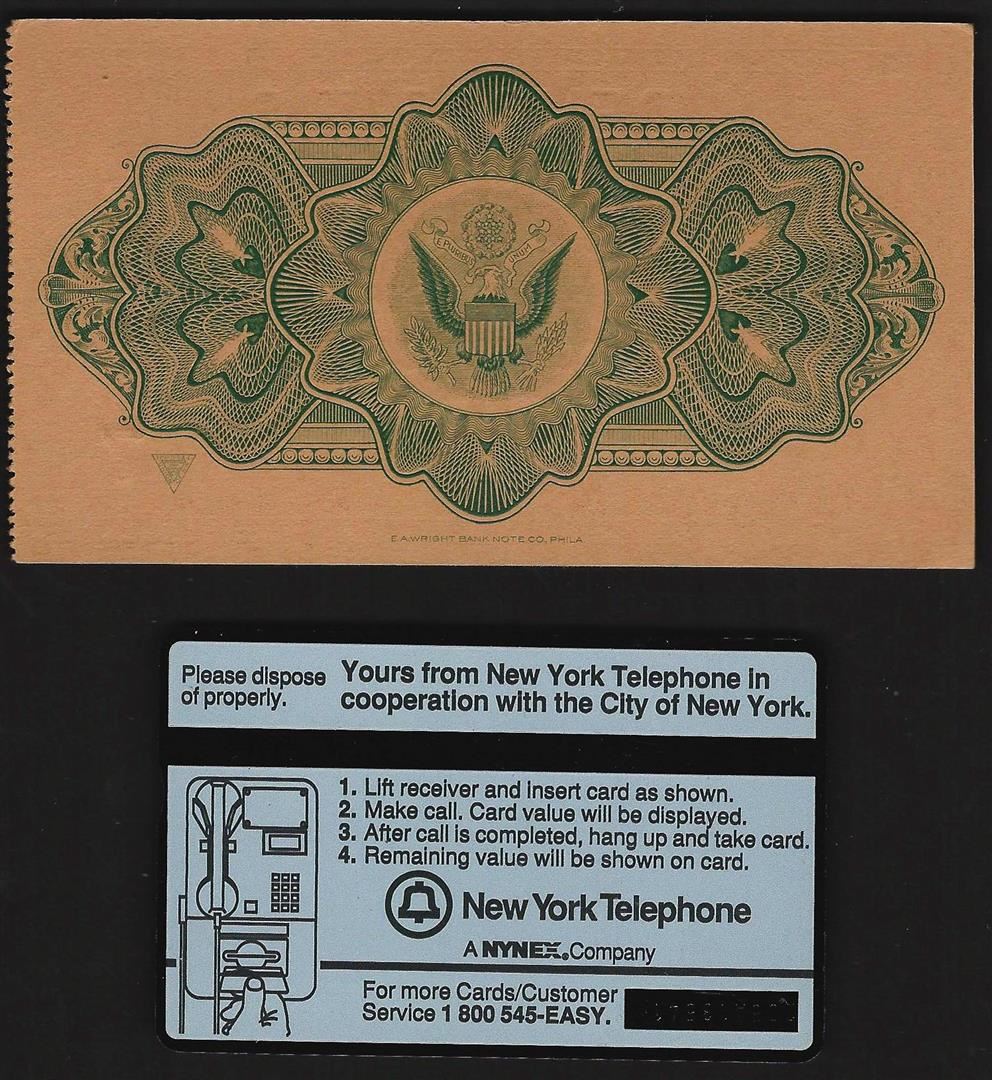 E PLURIBUS UNUM
E.A.WRIGHT BANK NOTE CO. PHILA.
Please dispose
of properly.
Yours from New York Telephone in
cooperation with the City of New York.
1. Lift receiver and insert card as shown.
2. Make call. Card value will be displayed.
3. After call is completed, hang up and take card.
4. Remaining value will be shown on card.
New York Telephone
A NYNEX® Company
For more Cards/Customer
Service 1 800 545-EASY.